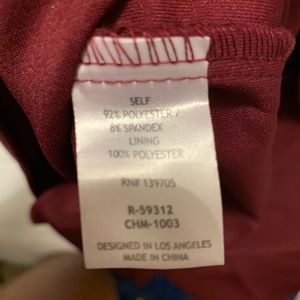 SELF
92% POLYESTER /
8% SPANDEX
LINING
100% POLYESTER
RN# 139705
R-59312
CHM-1003
DESIGNED IN LOS ANGELES
MADE IN CHINA